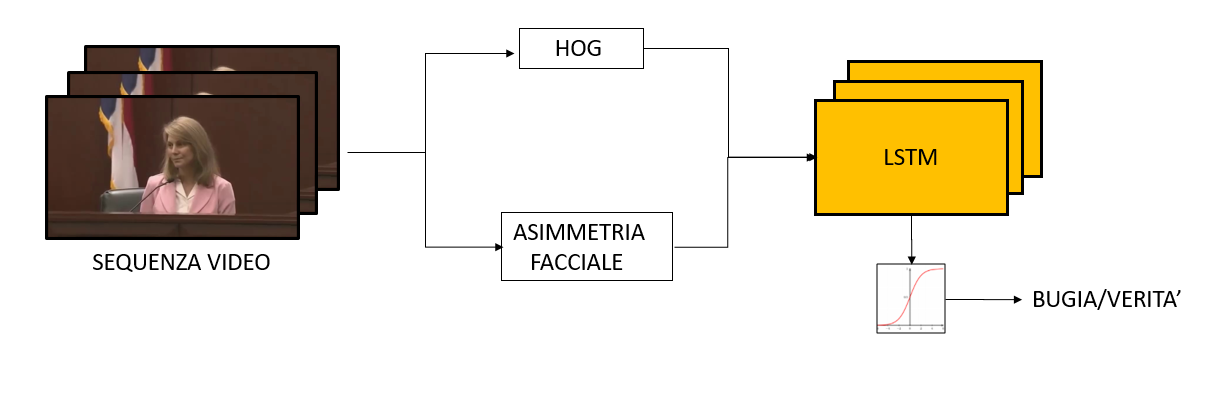 HOG
LSTM
ASIMMETRIA
FACCIALE
SEQUENZA VIDEO
BUGIA/VERITA’